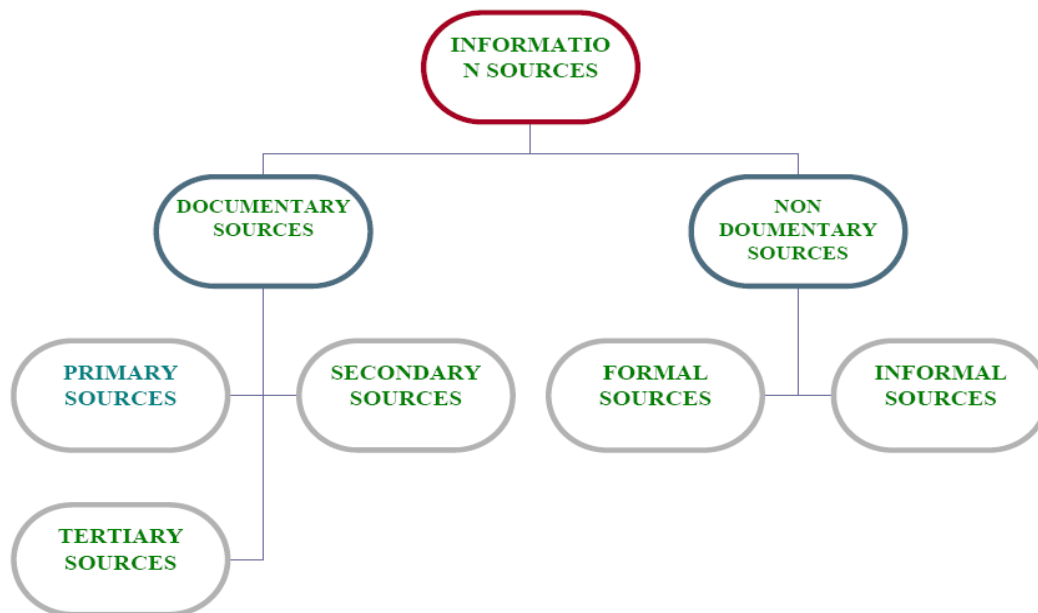 INFORMATIO
N SOURCES
DOCUMENTARY
SOURCES
NON
DOUMENTARY
SOURCES
PRIMARY
SOURCES
SECONDARY
SOURCES
FORMAL
SOURCES
INFORMAL
SOURCES
TERTIARY
SOURCES